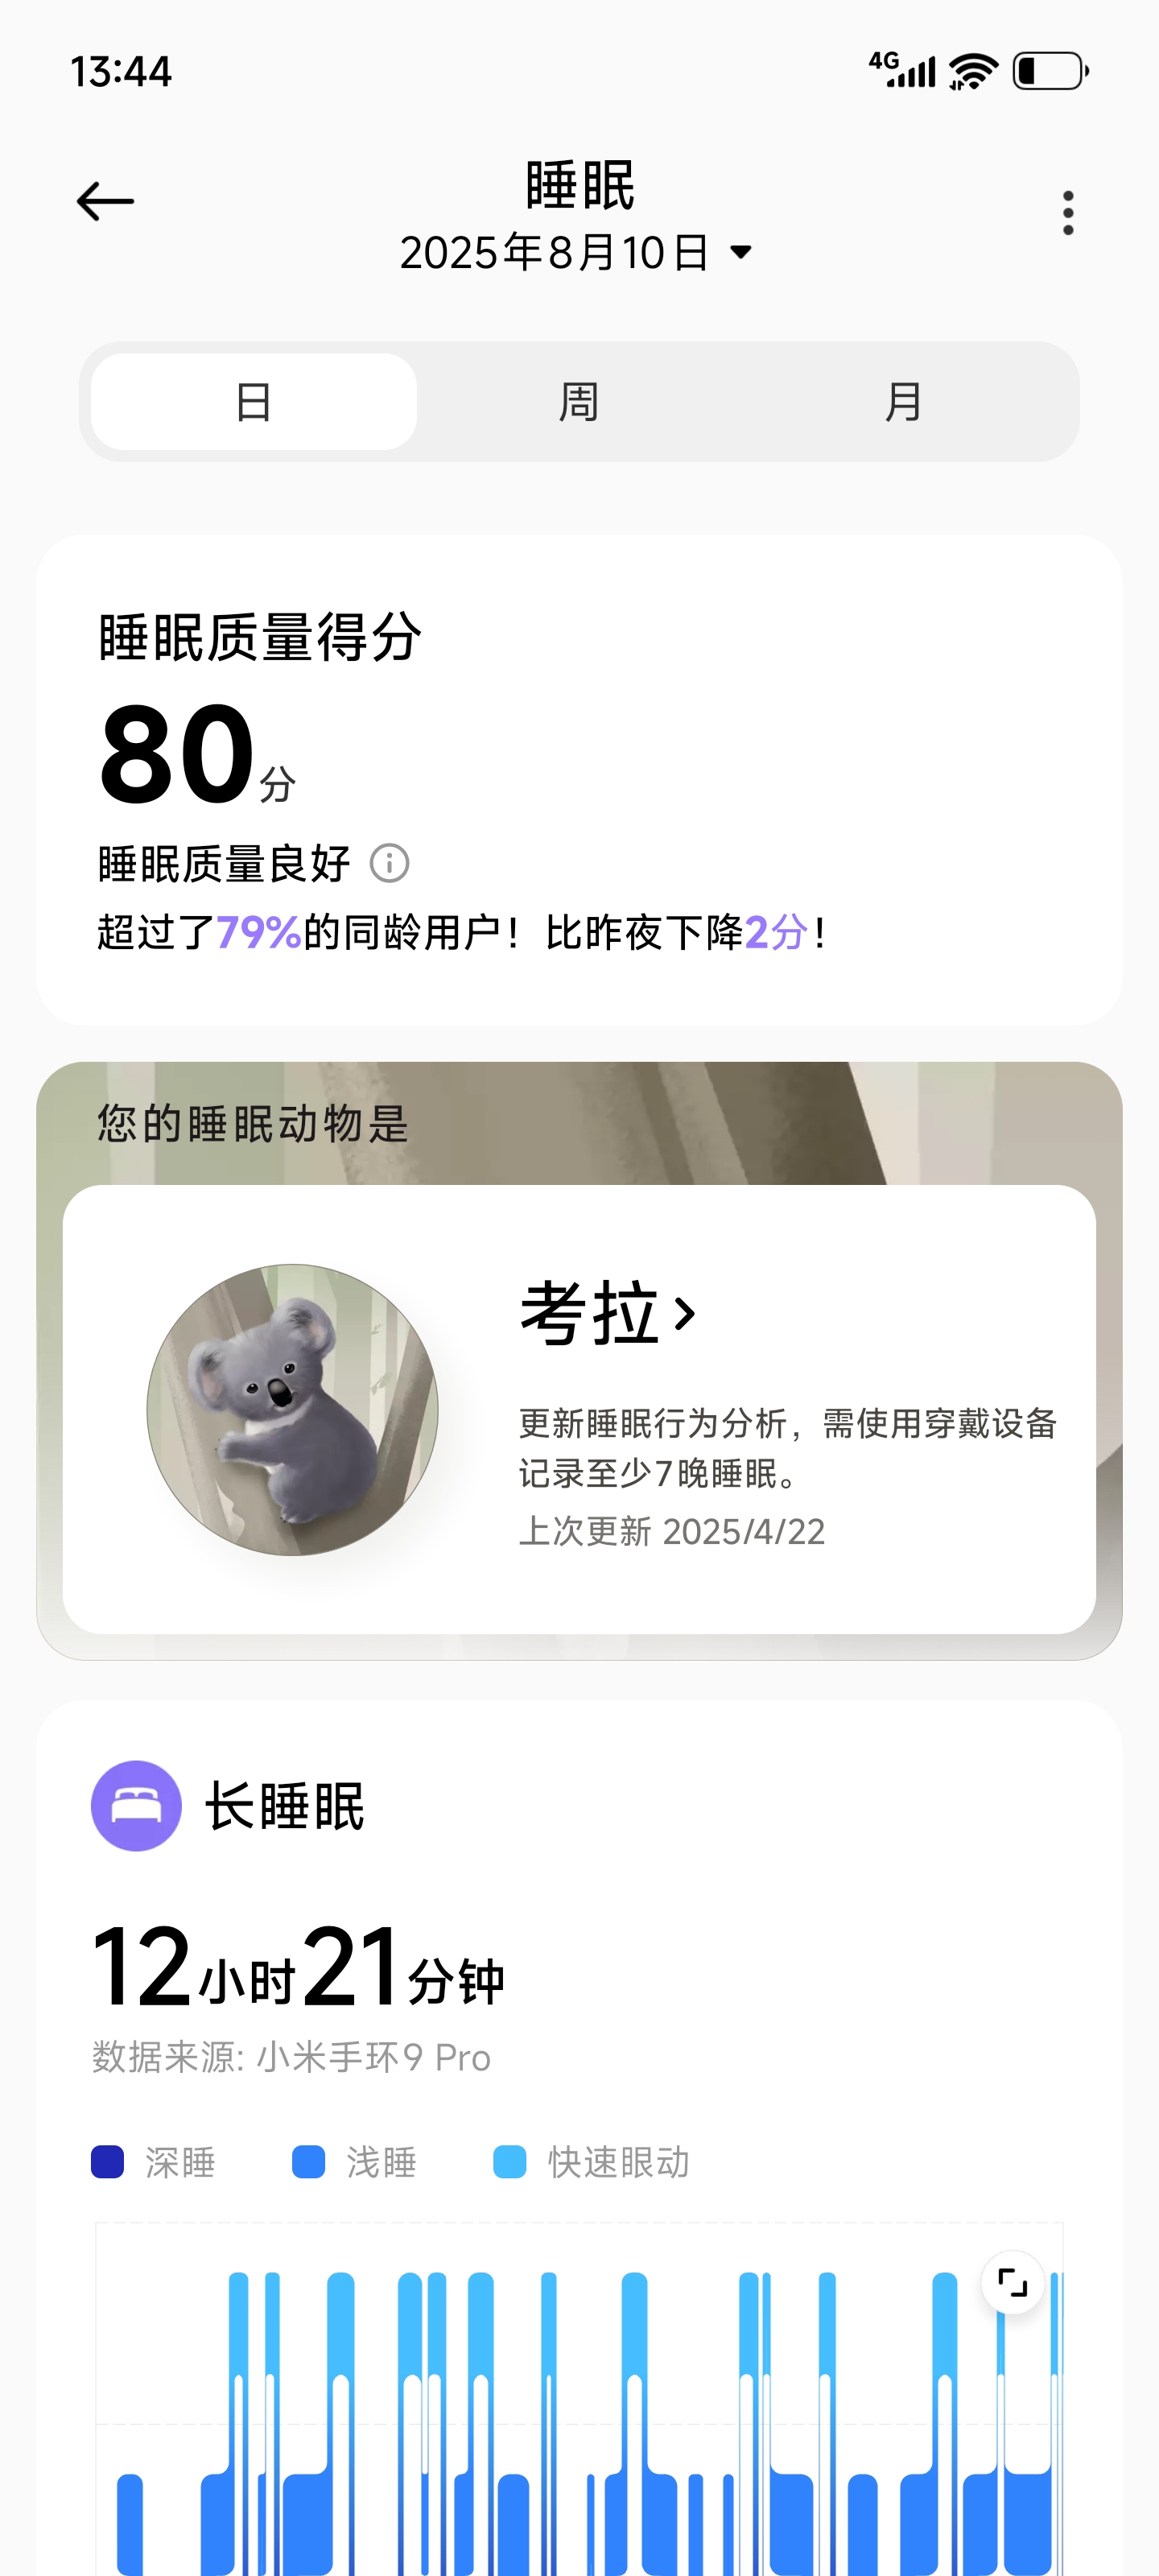 13:44
4G
睡眠
2025年8月10日
日 周 月
睡眠质量得分
80分
睡眠质量良好
超过了79%的同龄用户！比昨夜下降2分！
您的睡眠动物是
考拉
更新睡眠行为分析，需使用穿戴设备
记录至少7晚睡眠。
上次更新 2025/4/22
长睡眠
12小时21分钟
数据来源: 小米手环9 Pro
深睡 浅睡 快速眼动